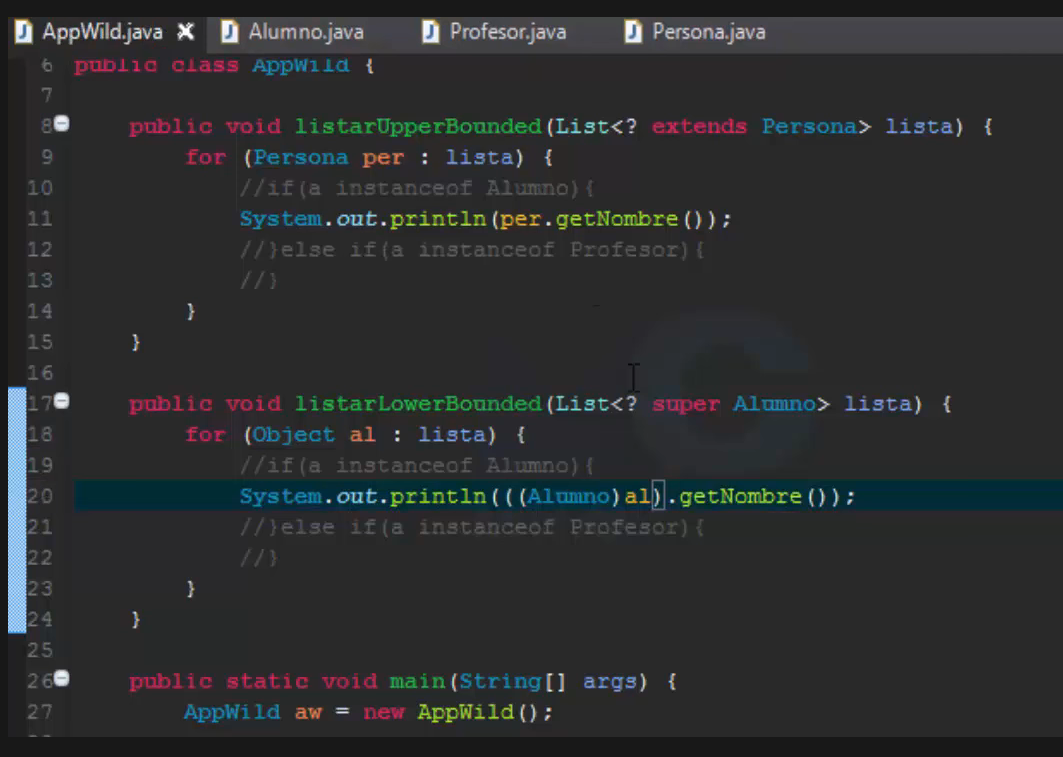 AppWild.java Alumno.java Profesor.java Persona.java
6 public class AppWild {
7
8 public void listarUpperBounded(List<? extends Persona> lista) {
9 for (Persona per : lista) {
10 //if(a instanceof Alumno){
11 System.out.println(per.getNombre());
12 //}else if(a instanceof Profesor){
13 //}
14 }
15 }
16
17 public void listarLowerBounded(List<? super Alumno> lista) {
18 for (Object al : lista) {
19 //if(a instanceof Alumno){
20 System.out.println(((Alumno)al).getNombre());
21 //}else if(a instanceof Profesor){
22 //}
23 }
24 }
25
26 public static void main(String[] args) {
27 AppWild aw = new AppWild();